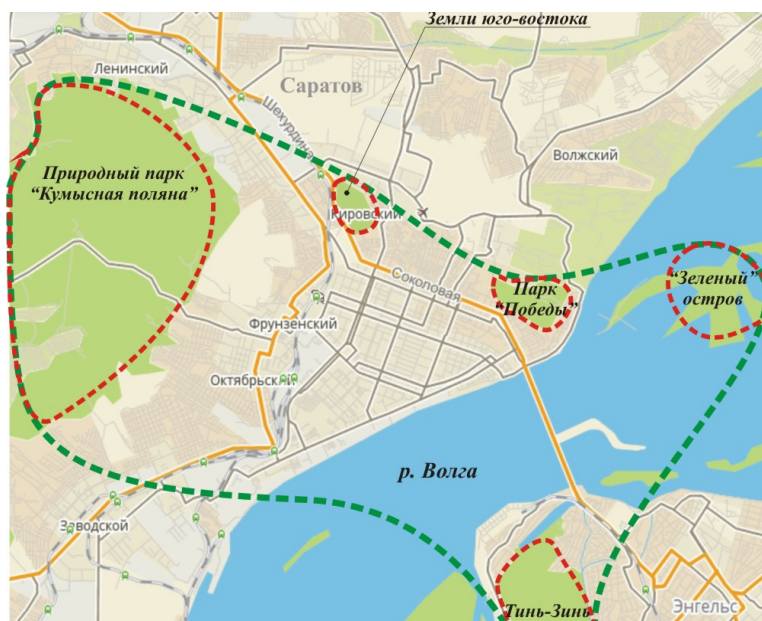 Земли юго-востока
Ленинский
Саратов
Шехурдина
Природный парк
“Кумысная поляна”
Волжский
Кировский
Соколовая
Парк
“Победы”
“Зеленый”
остров
Фрунзенский
Октябрьский
р. Волга
Заводской
Тинь-Зинь
Энгельс